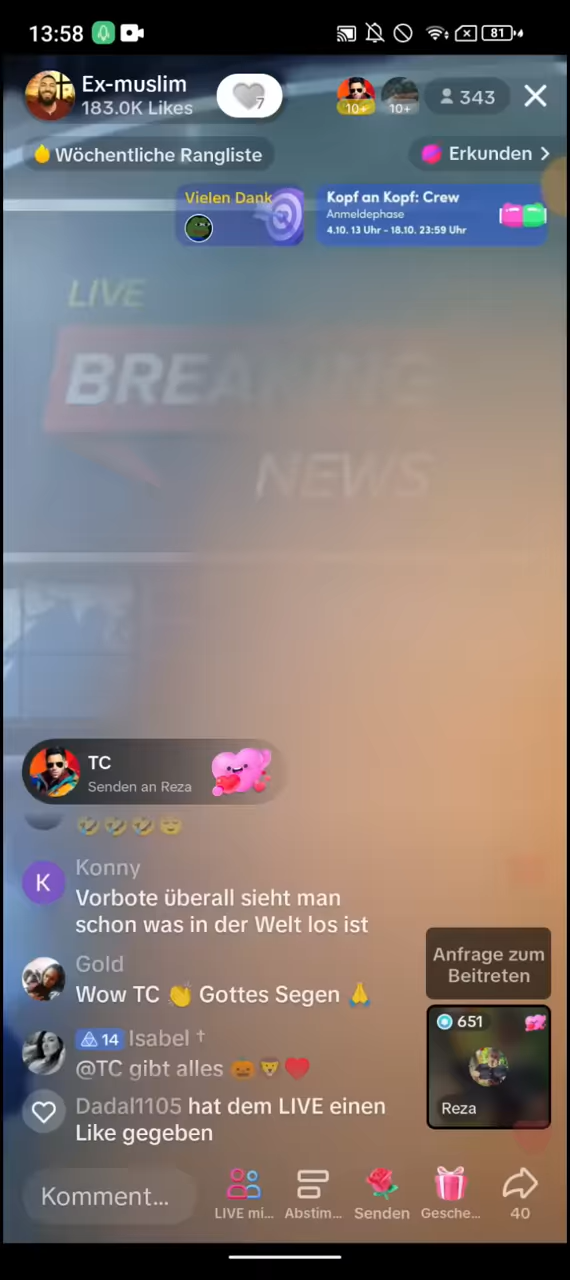 13:58
81
Ex-muslim
183.0K Likes
7
10+
10+
343
Wöchentliche Rangliste
Erkunden
Vielen Dank
Kopf an Kopf: Crew
Anmeldephase
4.10. 13 Uhr - 18.10. 23:59 Uhr
LIVE
BREAKING
NEWS
TC
Senden an Reza
🤣🤣🤣😌
Konny
K
Vorbote überall sieht man
schon was in der Welt los ist
Gold
Wow TC 👏 Gottes Segen 🙏
14 Isabel †
@TC gibt alles 🎃🦁❤️
Dadal1105 hat dem LIVE einen
Like gegeben
Anfrage zum
Beitreten
651
Reza
Komment...
LIVE mi...
Abstim...
Senden
Gesche...
40